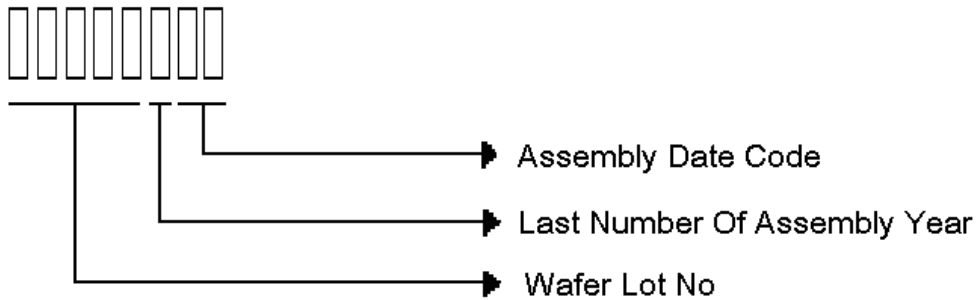 Assembly Date Code
Last Number Of Assembly Year
Wafer Lot No